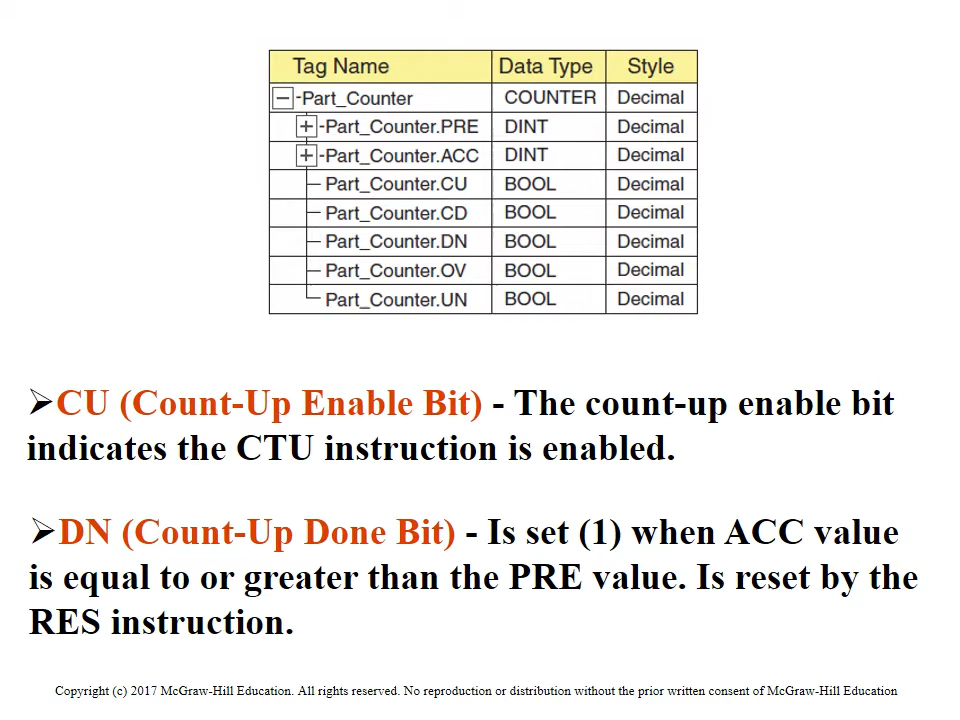 Tag Name Data Type Style
Part_Counter COUNTER Decimal
Part_Counter.PRE DINT Decimal
Part_Counter.ACC DINT Decimal
Part_Counter.CU BOOL Decimal
Part_Counter.CD BOOL Decimal
Part_Counter.DN BOOL Decimal
Part_Counter.OV BOOL Decimal
Part_Counter.UN BOOL Decimal
➢CU (Count-Up Enable Bit) - The count-up enable bit
indicates the CTU instruction is enabled.
➢DN (Count-Up Done Bit) - Is set (1) when ACC value
is equal to or greater than the PRE value. Is reset by the
RES instruction.
Copyright (c) 2017 McGraw-Hill Education. All rights reserved. No reproduction or distribution without the prior written consent of McGraw-Hill Education